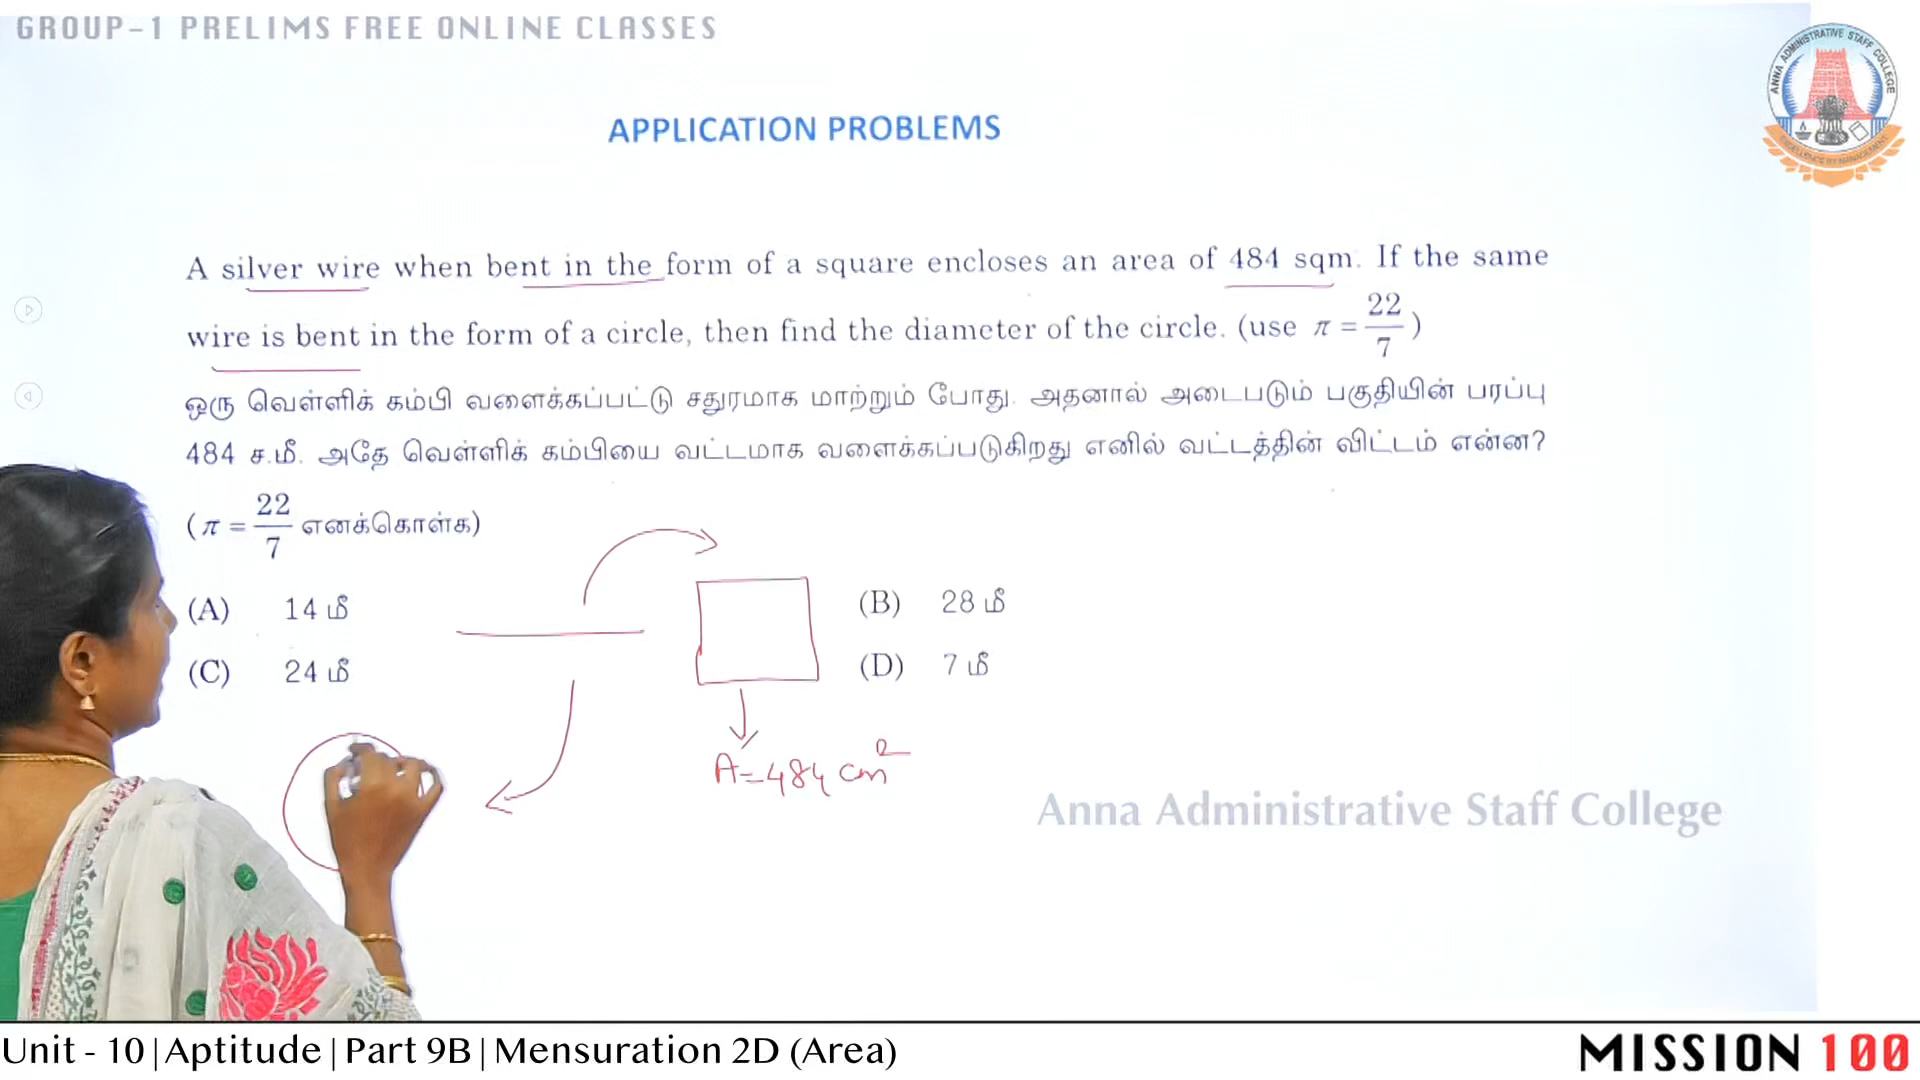 GROUP-1 PRELIMS FREE ONLINE CLASSES
ANNA ADMINISTRATIVE STAFF COLLEGE
APPLICATION PROBLEMS
A silver wire when bent in the form of a square encloses an area of 484 sqm. If the same
wire is bent in the form of a circle, then find the diameter of the circle. (use π = 22/7)
ஒரு வெள்ளிக் கம்பி வளைக்கப்பட்டு சதுரமாக மாற்றும் போது. அதனால் அடைபடும் பகுதியின் பரப்பு
484 ச.மீ. அதே வெள்ளிக் கம்பியை வட்டமாக வளைக்கப்படுகிறது எனில் வட்டத்தின் விட்டம் என்ன?
(π = 22/7 எனக்கொள்க)
(A) 14 மீ (B) 28 மீ
(C) 24 மீ (D) 7 மீ
A=484 cm²
Anna Administrative Staff College
Unit - 10 | Aptitude | Part 9B | Mensuration 2D (Area)
MISSION 100